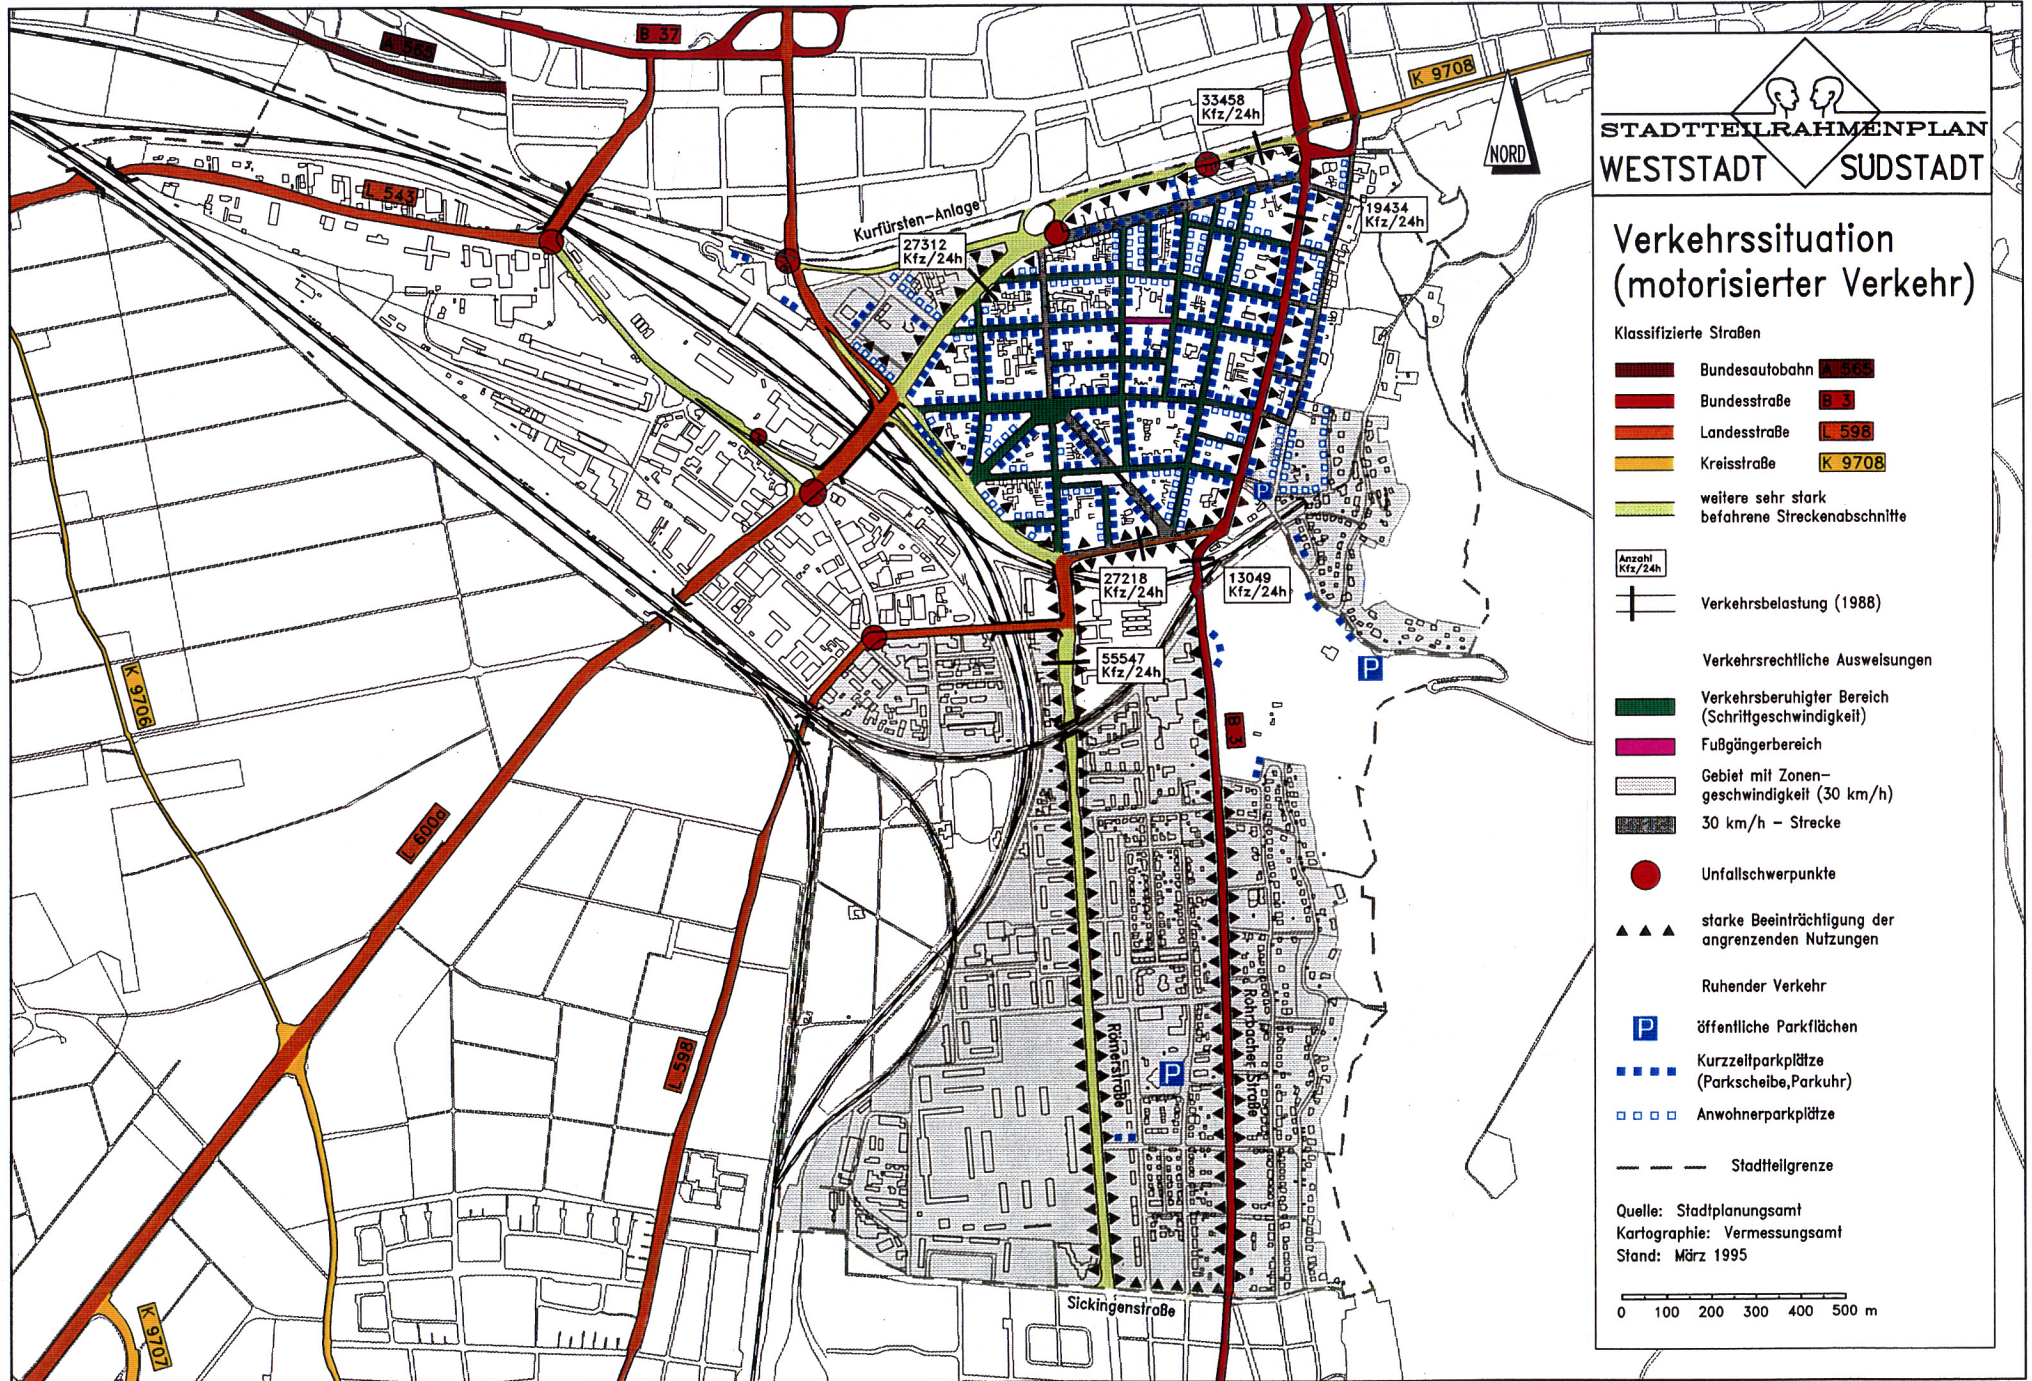 A 565
B 37
K 9708
33458
Kfz/24h
NORD
L 543
Kurfürsten-Anlage
27312
Kfz/24h
19434
Kfz/24h
P
27218
Kfz/24h
13049
Kfz/24h
55547
Kfz/24h
P
K 9706
B 3
L 600a
L 598
Römerstraße
Rohrbacher Straße
P
Sickingenstraße
K 9707
STADTTEILRAHMENPLAN
WESTSTADT SÜDSTADT
Verkehrssituation
(motorisierter Verkehr)
Klassifizierte Straßen
Bundesautobahn A 565
Bundesstraße B 3
Landesstraße L 598
Kreisstraße K 9708
weitere sehr stark
befahrene Streckenabschnitte
Anzahl
Kfz/24h
Verkehrsbelastung (1988)
Verkehrsrechtliche Ausweisungen
Verkehrsberuhigter Bereich
(Schrittgeschwindigkeit)
Fußgängerbereich
Gebiet mit Zonen-
geschwindigkeit (30 km/h)
30 km/h - Strecke
Unfallschwerpunkte
starke Beeinträchtigung der
angrenzenden Nutzungen
Ruhender Verkehr
P öffentliche Parkflächen
Kurzzeitparkplätze
(Parkscheibe,Parkuhr)
Anwohnerparkplätze
Stadtteilgrenze
Quelle: Stadtplanungsamt
Kartographie: Vermessungsamt
Stand: März 1995
0 100 200 300 400 500 m